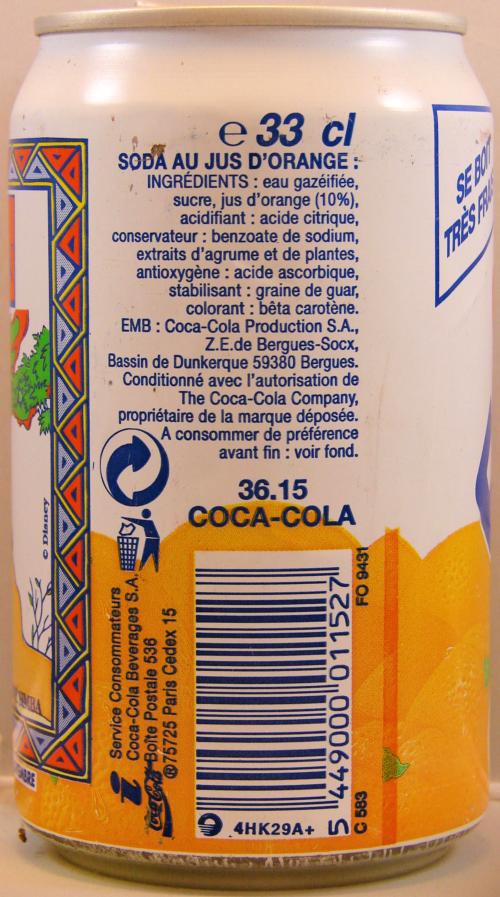 e 33 cl
SODA AU JUS D'ORANGE :
INGRÉDIENTS : eau gazéifiée,
sucre, jus d'orange (10%),
acidifiant : acide citrique,
conservateur : benzoate de sodium,
extraits d'agrume et de plantes,
antioxygène : acide ascorbique,
stabilisant : graine de guar,
colorant : bêta carotène.
EMB : Coca-Cola Production S.A.,
Z.E.de Bergues-Socx,
Bassin de Dunkerque 59380 Bergues.
Conditionné avec l'autorisation de
The Coca-Cola Company,
propriétaire de la marque déposée.
A consommer de préférence
avant fin : voir fond.
36.15
COCA-COLA
SE
TRÈS
© Disney
Service Consommateurs
Coca-Cola Beverages S.A.
Boîte Postale 536
75725 Paris Cedex 15
i
Coca-Cola
®
5 449000 011527
FO 9431
C 583
4HK29A+